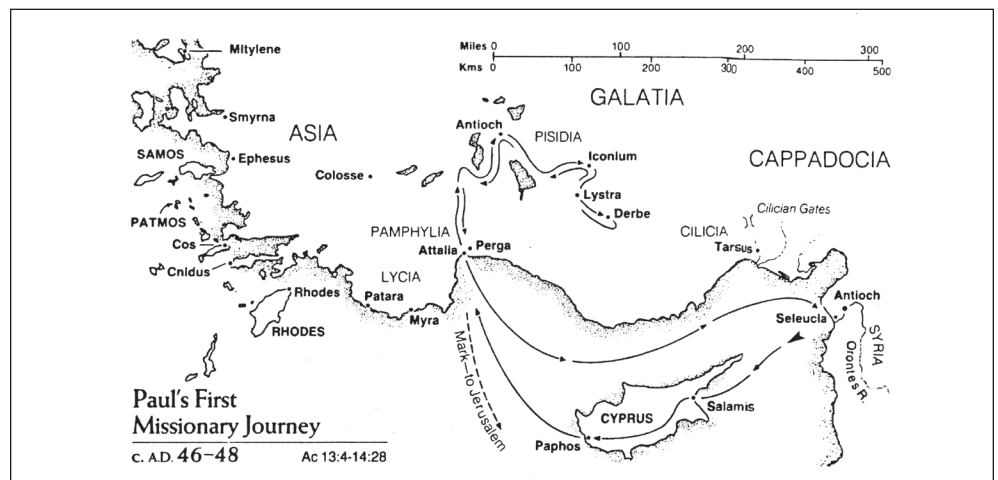 Miles 0 100 200 300
Kms 0 100 200 300 400 500
Mitylene
Smyrna
ASIA
GALATIA
Antioch
PISIDIA
Iconium
CAPPADOCIA
SAMOS
Ephesus
Colosse
Lystra
Derbe
PATMOS
Cilician Gates
CILICIA
Tarsus
PAMPHYLIA
Cos
Attalia
Perga
Cnidus
LYCIA
Rhodes
Patara
Myra
RHODES
Antioch
Seleucia
SYRIA
Orontes R.
Mark—to Jerusalem
CYPRUS
Salamis
Paphos
Paul's First
Missionary Journey
C. A.D. 46–48 Ac 13:4-14:28